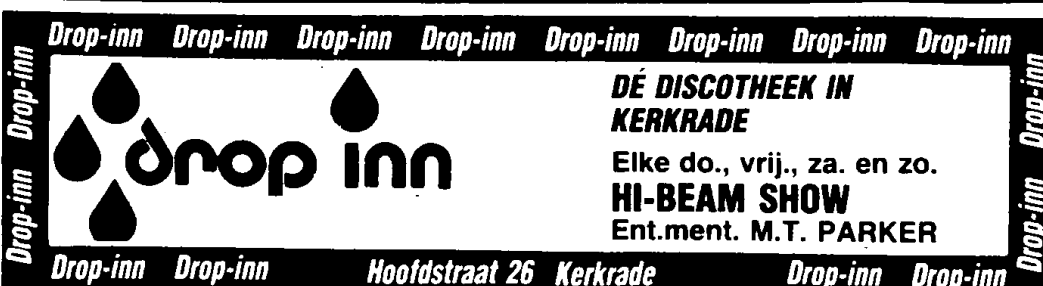 Drop-inn Drop-inn Drop-inn Drop-inn Drop-inn Drop-inn Drop-inn Drop-inn
Drop-inn
Drop-inn
drop inn
DÉ DISCOTHEEK IN
KERKRADE
Elke do., vrij., za. en zo.
HI-BEAM SHOW
Ent.ment. M.T. PARKER
Drop-inn
Drop-inn
Drop-inn Drop-inn Hoofdstraat 26 Kerkrade Drop-inn Drop-inn